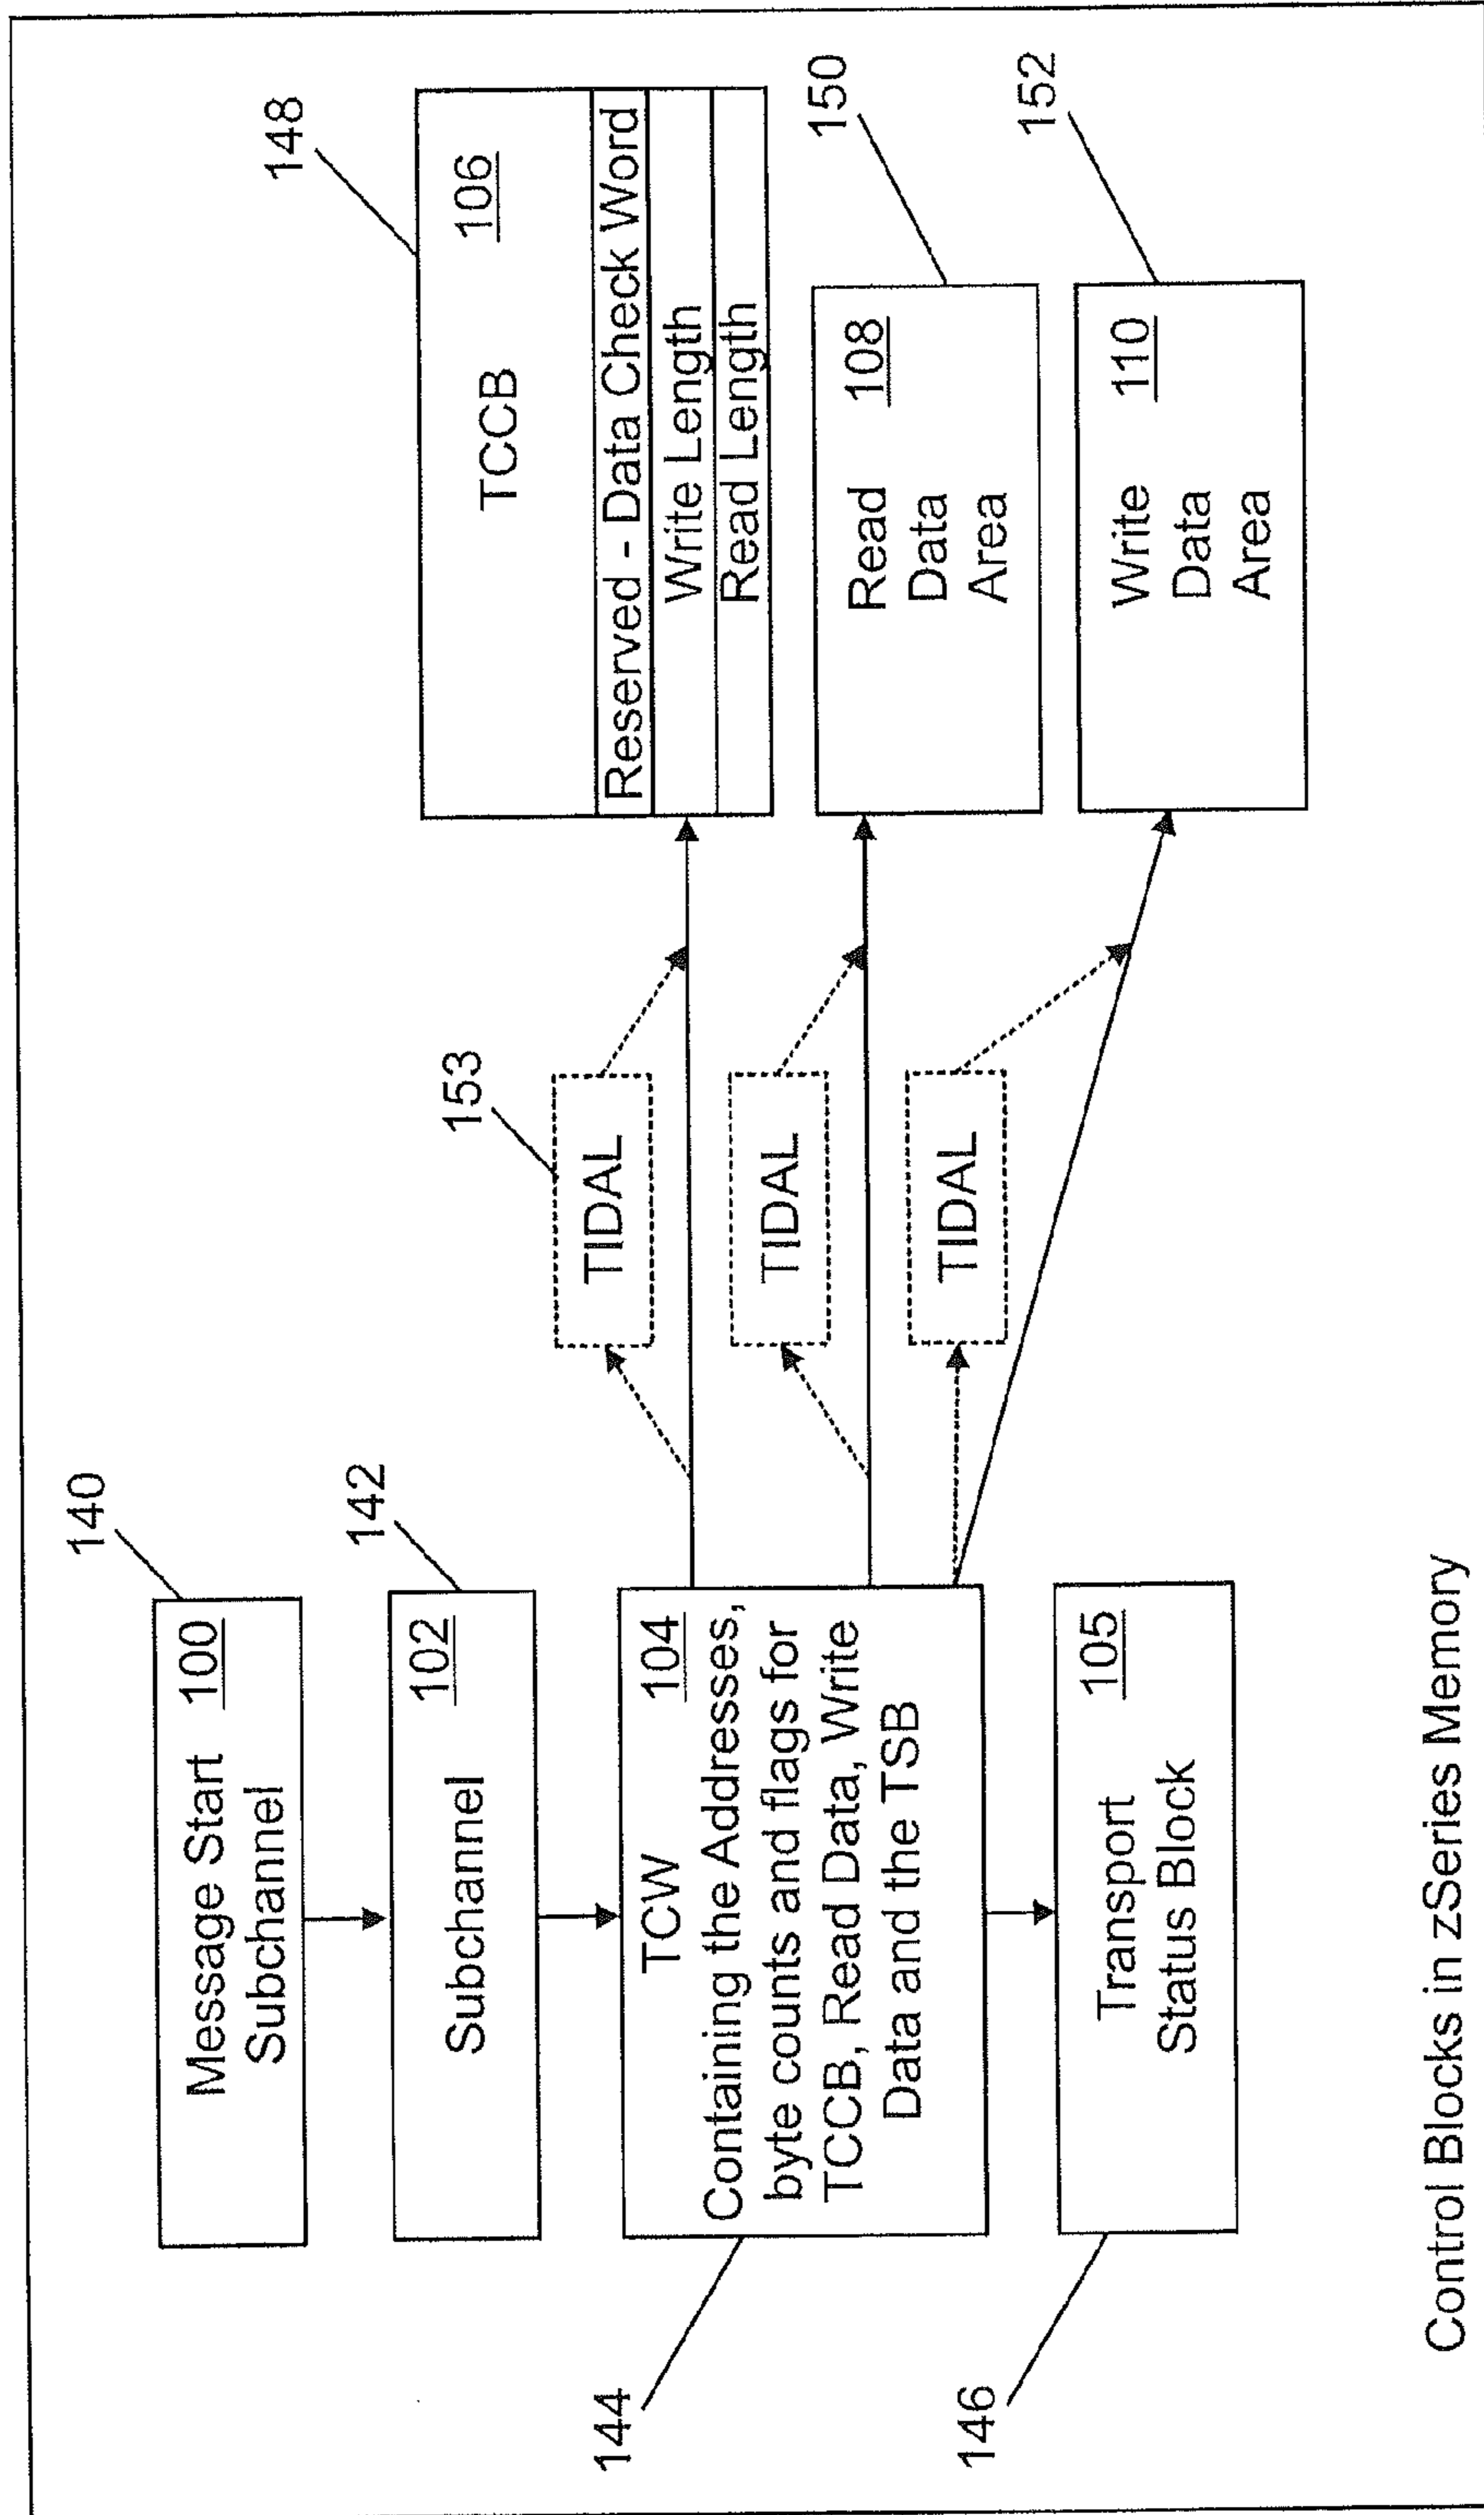 140
Message Start 100
Subchannel
142
Subchannel 102
144
TCW 104
Containing the Addresses,
byte counts and flags for
TCCB, Read Data, Write
Data and the TSB
146
Transport 105
Status Block
153
TIDAL
TIDAL
TIDAL
148
TCCB 106
Reserved - Data Check Word
Write Length
Read Length
150
Read 108
Data
Area
152
Write 110
Data
Area
Control Blocks in zSeries Memory